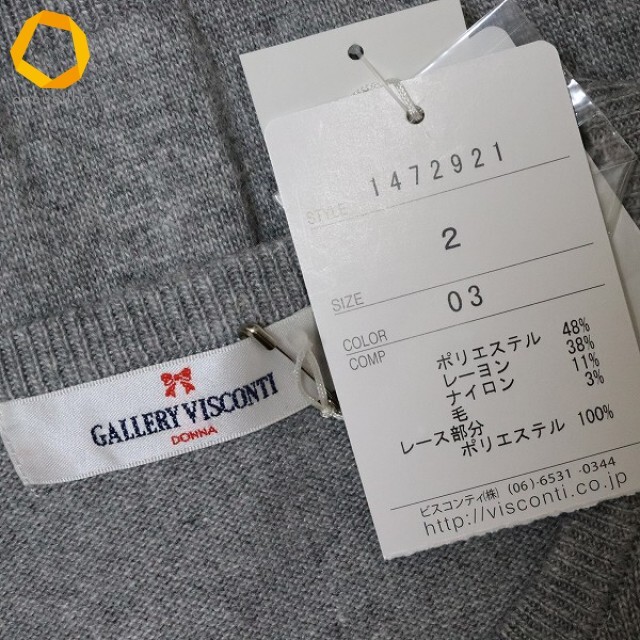 GALLERY VISCONTI
DONNA
STYLE 1472921
SIZE 2
COLOR 03
COMP ポリエステル 48%
レーヨン 38%
ナイロン 11%
毛 3%
レース部分
ポリエステル 100%
ビスコンティ(株) (06)-6531-0344
http://visconti.co.jp